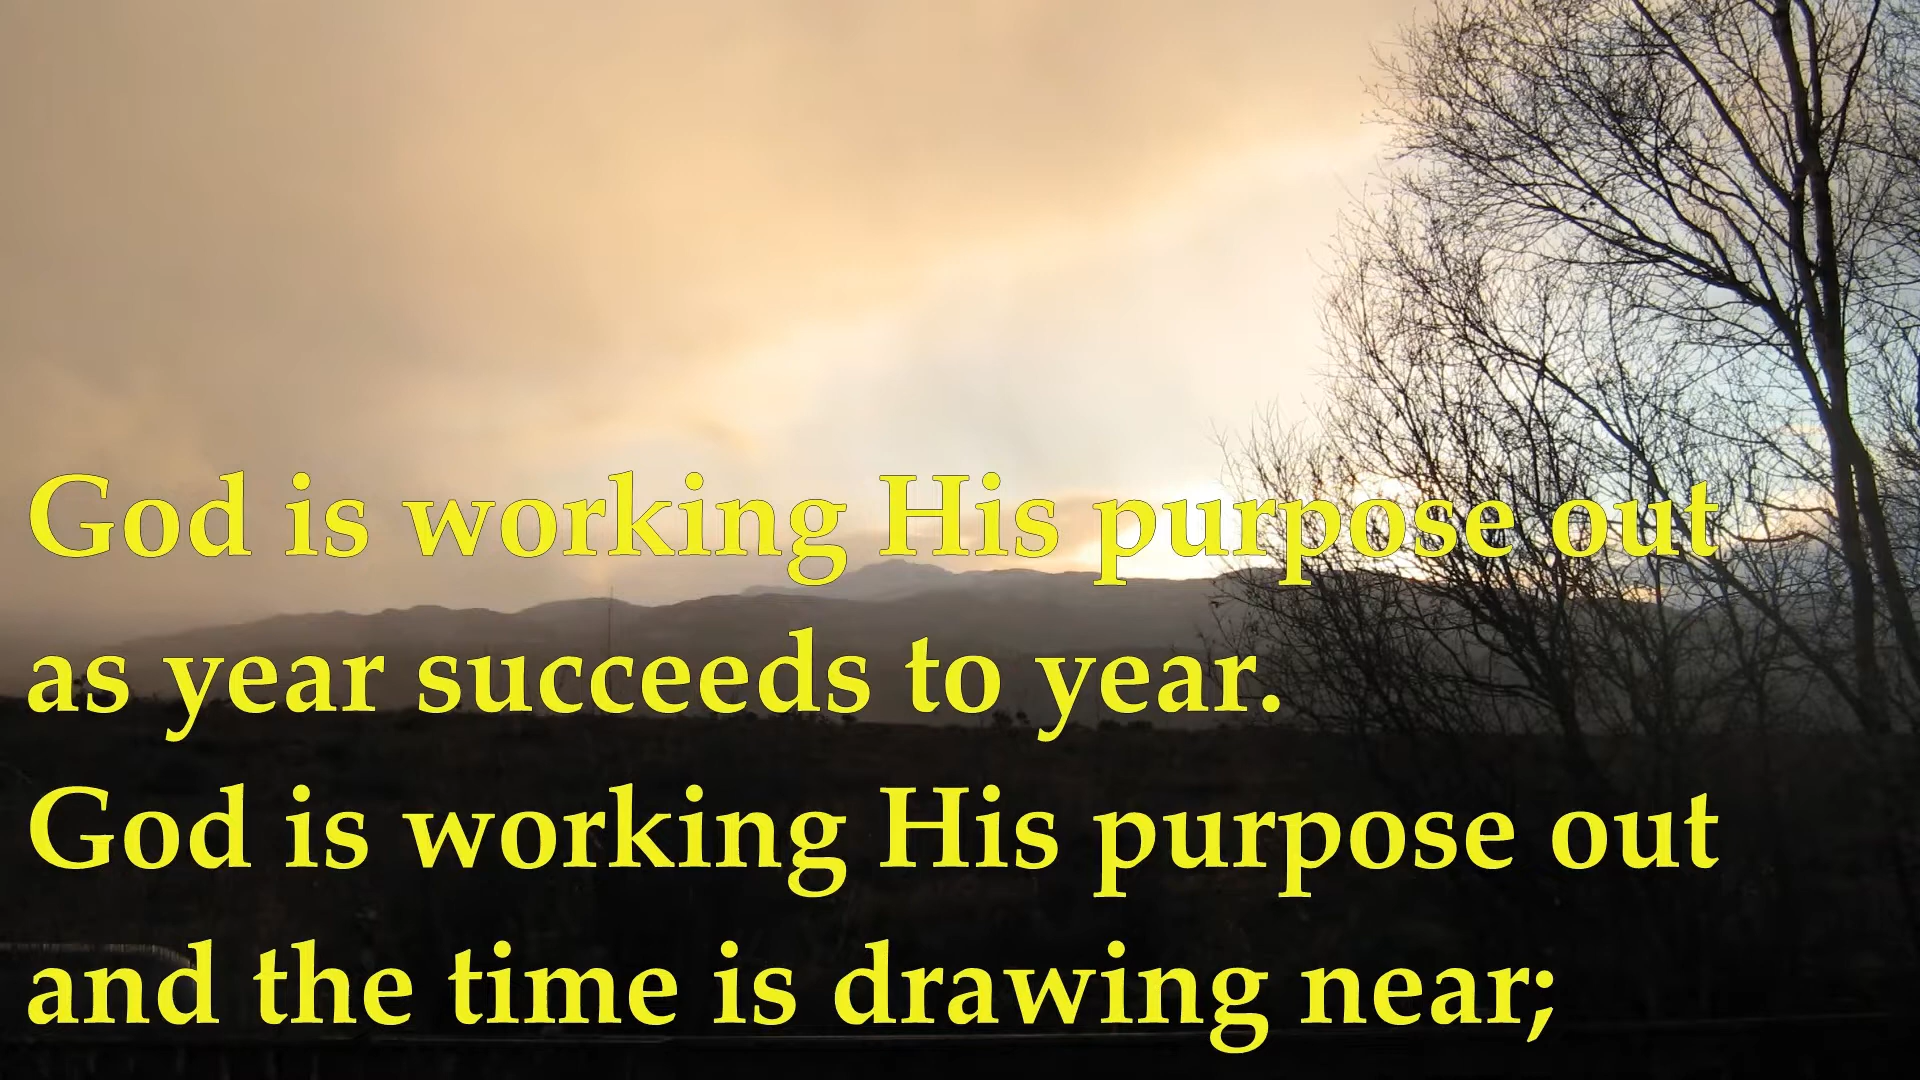 God is working His purpose out
as year succeeds to year.
God is working His purpose out
and the time is drawing near;